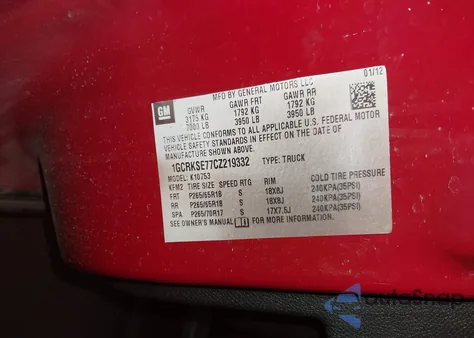 MFD BY GENERAL MOTORS LLC
01/12
GM
GVWR
GAWR FRT
GAWR RR
3175 KG
1792 KG
1792 KG
7000 LB
3950 LB
3950 LB
THIS VEHICLE CONFORMS TO ALL APPLICABLE U.S. FEDERAL MOTOR
VEHICLE SAFETY STANDARDS IN EFFECT ON THE DATE OF
MANUFACTURE SHOWN ABOVE.
1GCRKSE77CZ219332 TYPE: TRUCK
MODEL: K10753
KFM2 TIRE SIZE SPEED RTG RIM COLD TIRE PRESSURE
FRT P265/65R18 S 18X8J 240KPA(35PSI)
RR P265/65R18 S 18X8J 240KPA(35PSI)
SPA P265/70R17 S 17X7.5J 240KPA(35PSI)
SEE OWNER'S MANUAL FOR MORE INFORMATION.
autoSnap